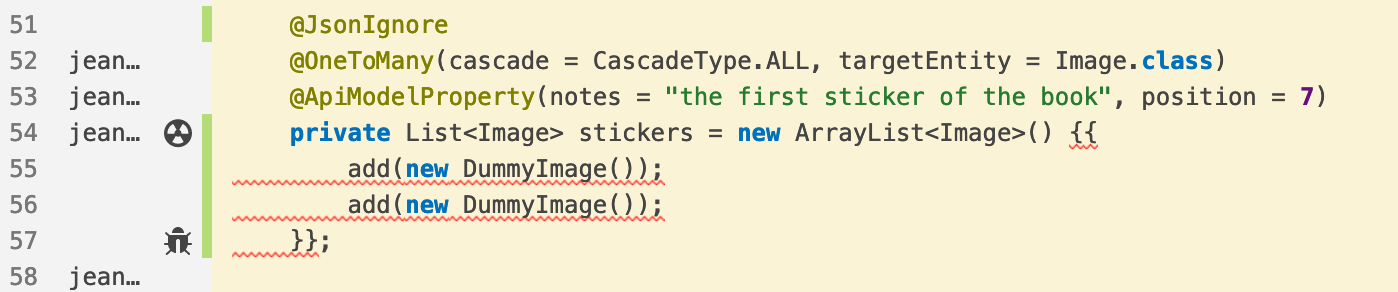 51 @JsonIgnore
52 jean… @OneToMany(cascade = CascadeType.ALL, targetEntity = Image.class)
53 jean… @ApiModelProperty(notes = "the first sticker of the book", position = 7)
54 jean… private List<Image> stickers = new ArrayList<Image>() {{
55 add(new DummyImage());
56 add(new DummyImage());
57 }};
58 jean…